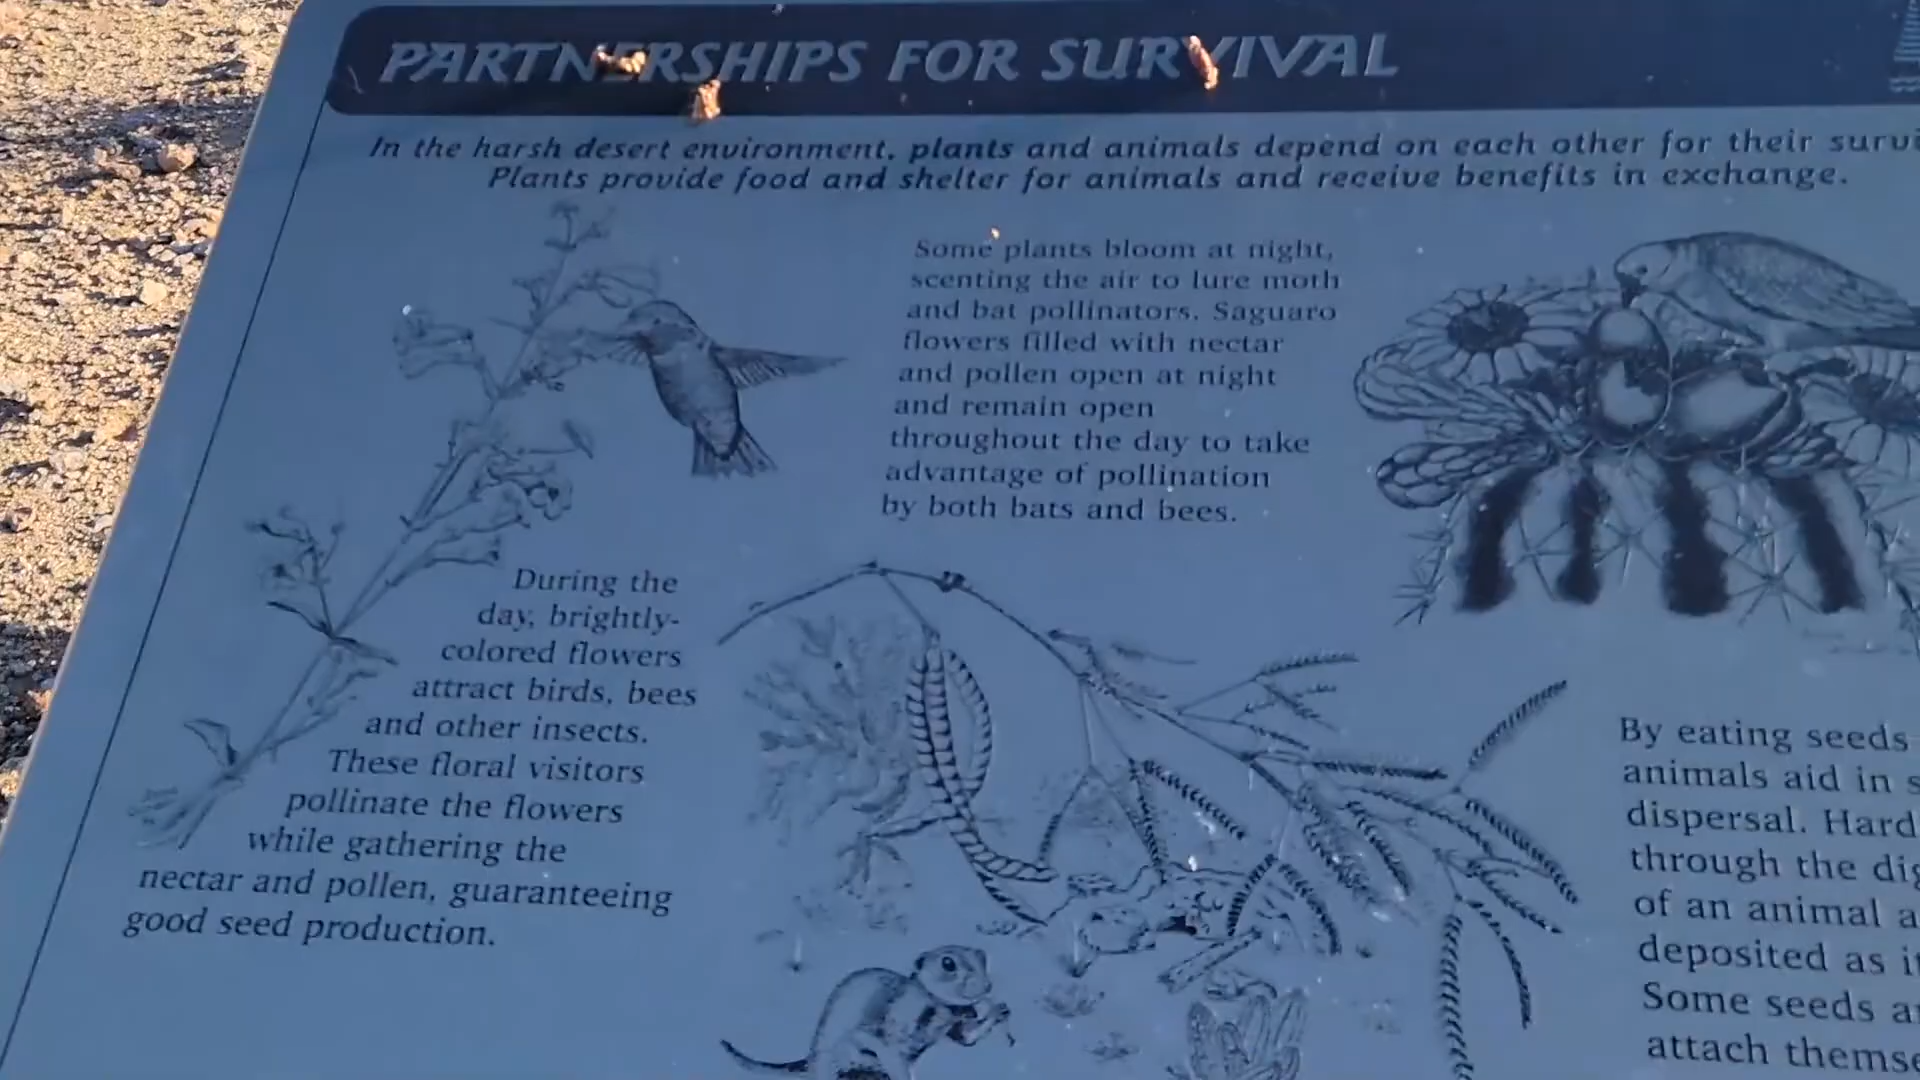 PARTNERSHIPS FOR SURVIVAL
In the harsh desert environment, plants and animals depend on each other for their
Plants provide food and shelter for animals and receive benefits in exchange.
Some plants bloom at night,
scenting the air to lure moth
and bat pollinators. Saguaro
flowers filled with nectar
and pollen open at night
and remain open
throughout the day to take
advantage of pollination
by both bats and bees.
During the
day, brightly-
colored flowers
attract birds, bees
and other insects.
These floral visitors
pollinate the flowers
while gathering the
nectar and pollen, guaranteeing
good seed production.
By eating seeds
animals aid in
dispersal. Hard
through the
of an animal
deposited as
Some seeds
attach